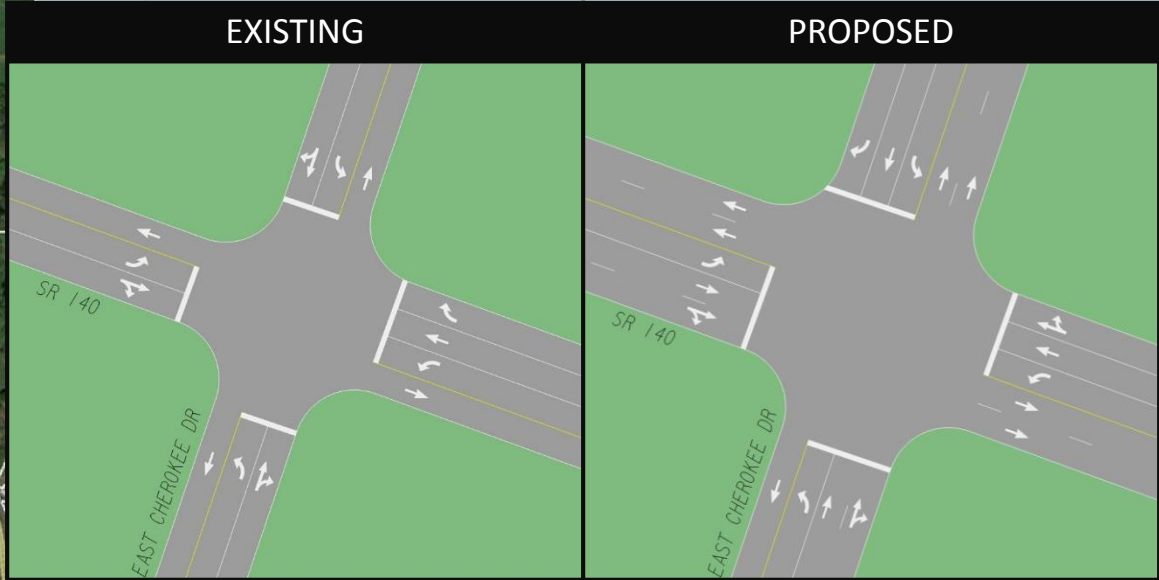 EXISTING
PROPOSED
SR 140
EAST CHEROKEE DR
SR 140
EAST CHEROKEE DR